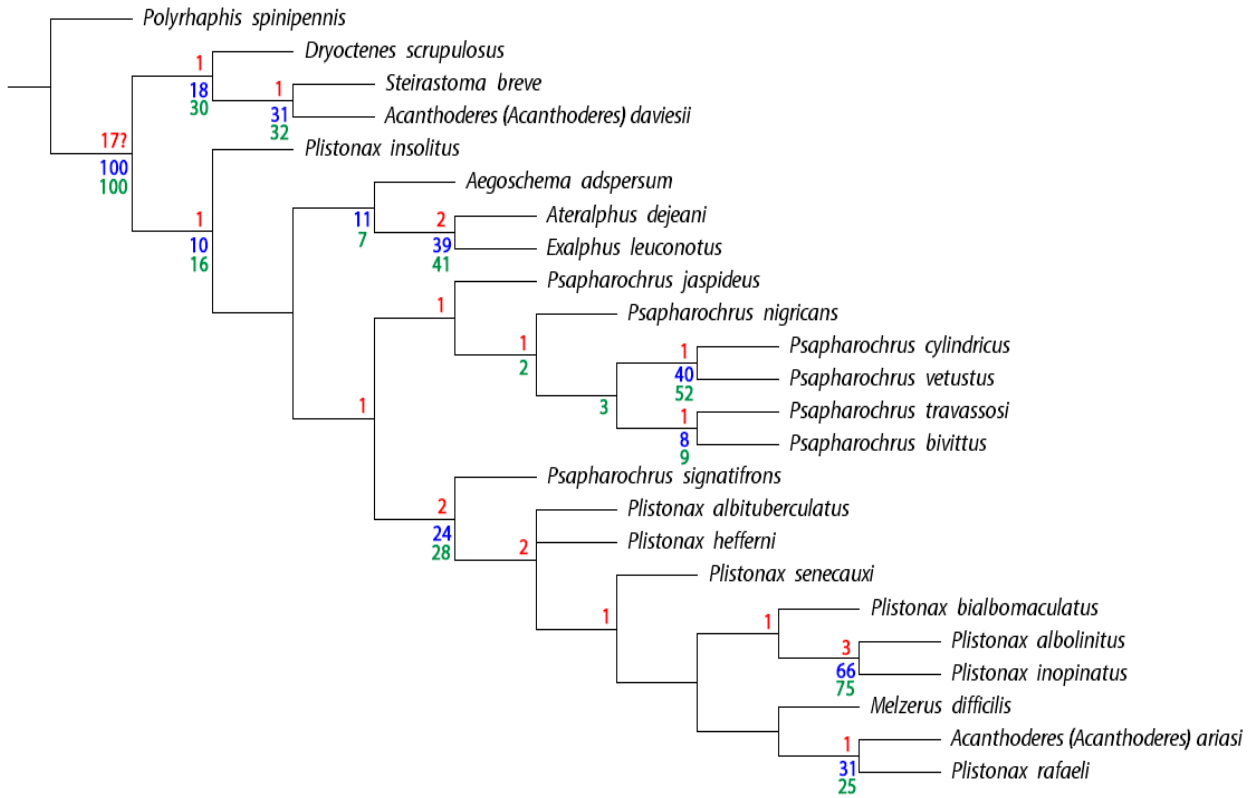 Polyrhaphis spinipennis
Dryoctenes scrupulosus
1
18
30
Steirastoma breve
1
31
32
Acanthoderes (Acanthoderes) daviesii
17?
100
100
Plistonax insolitus
Aegoschema adspersum
11
7
Ateralphus dejeani
2
39
41
Exalphus leuconotus
1
10
16
Psapharochrus jaspideus
1
Psapharochrus nigricans
1
2
Psapharochrus cylindricus
1
40
52
Psapharochrus vetustus
3
Psapharochrus travassosi
1
8
9
Psapharochrus bivittus
1
Psapharochrus signatifrons
2
24
28
Plistonax albituberculatus
2
Plistonax hefferni
Plistonax senecauxi
1
Plistonax bialbomaculatus
1
Plistonax albolinitus
3
66
75
Plistonax inopinatus
Melzerus difficilis
Acanthoderes (Acanthoderes) ariasi
1
31
25
Plistonax rafaeli